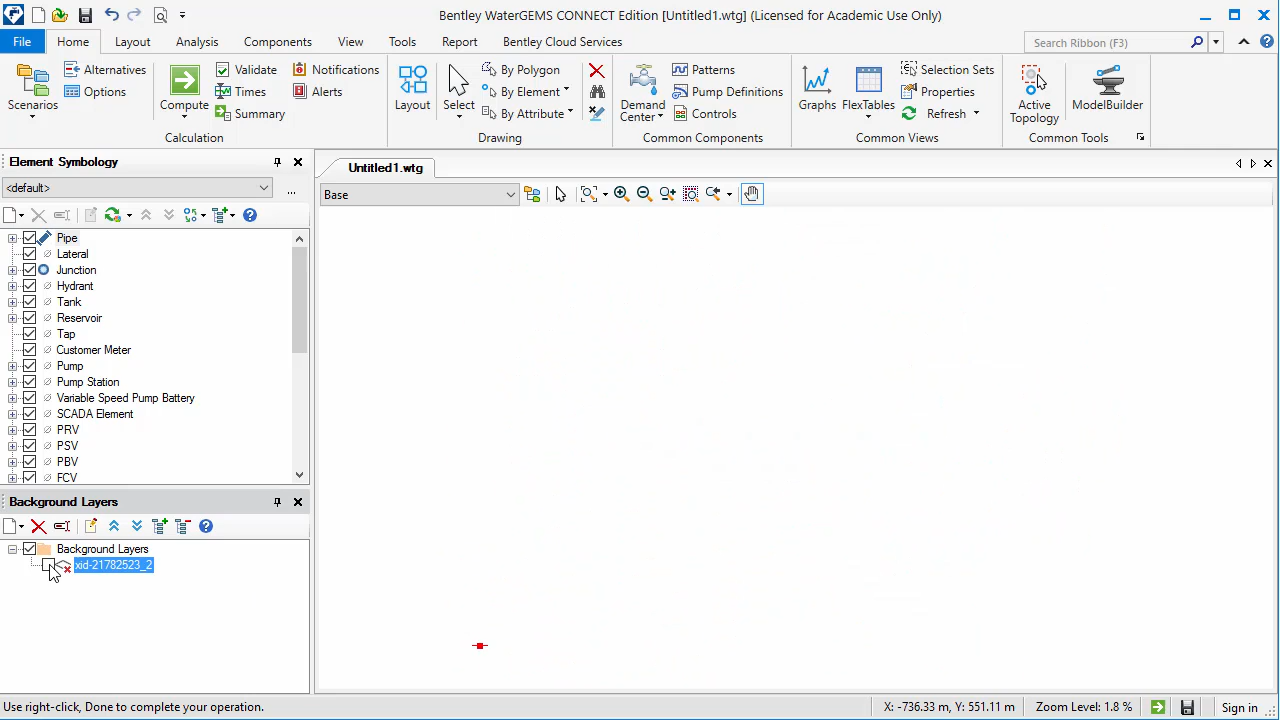 Bentley WaterGEMS CONNECT Edition [Untitled1.wtg] (Licensed for Academic Use Only)
File Home Layout Analysis Components View Tools Report Bentley Cloud Services Search Ribbon (F3)
Scenarios
Alternatives
Options
Compute
Validate
Times
Summary
Notifications
Alerts
Calculation
Layout
Select
By Polygon
By Element
By Attribute
Drawing
Demand Center
Patterns
Pump Definitions
Controls
Common Components
Graphs
FlexTables
Selection Sets
Properties
Refresh
Common Views
Active Topology
ModelBuilder
Common Tools
Element Symbology
<default>
...
Pipe
Lateral
Junction
Hydrant
Tank
Reservoir
Tap
Customer Meter
Pump
Pump Station
Variable Speed Pump Battery
SCADA Element
PRV
PSV
PBV
FCV
Background Layers
Background Layers
xid-21782523_2
Untitled1.wtg
Base
Use right-click, Done to complete your operation.
X: -736.33 m, Y: 551.11 m
Zoom Level: 1.8 %
Sign in